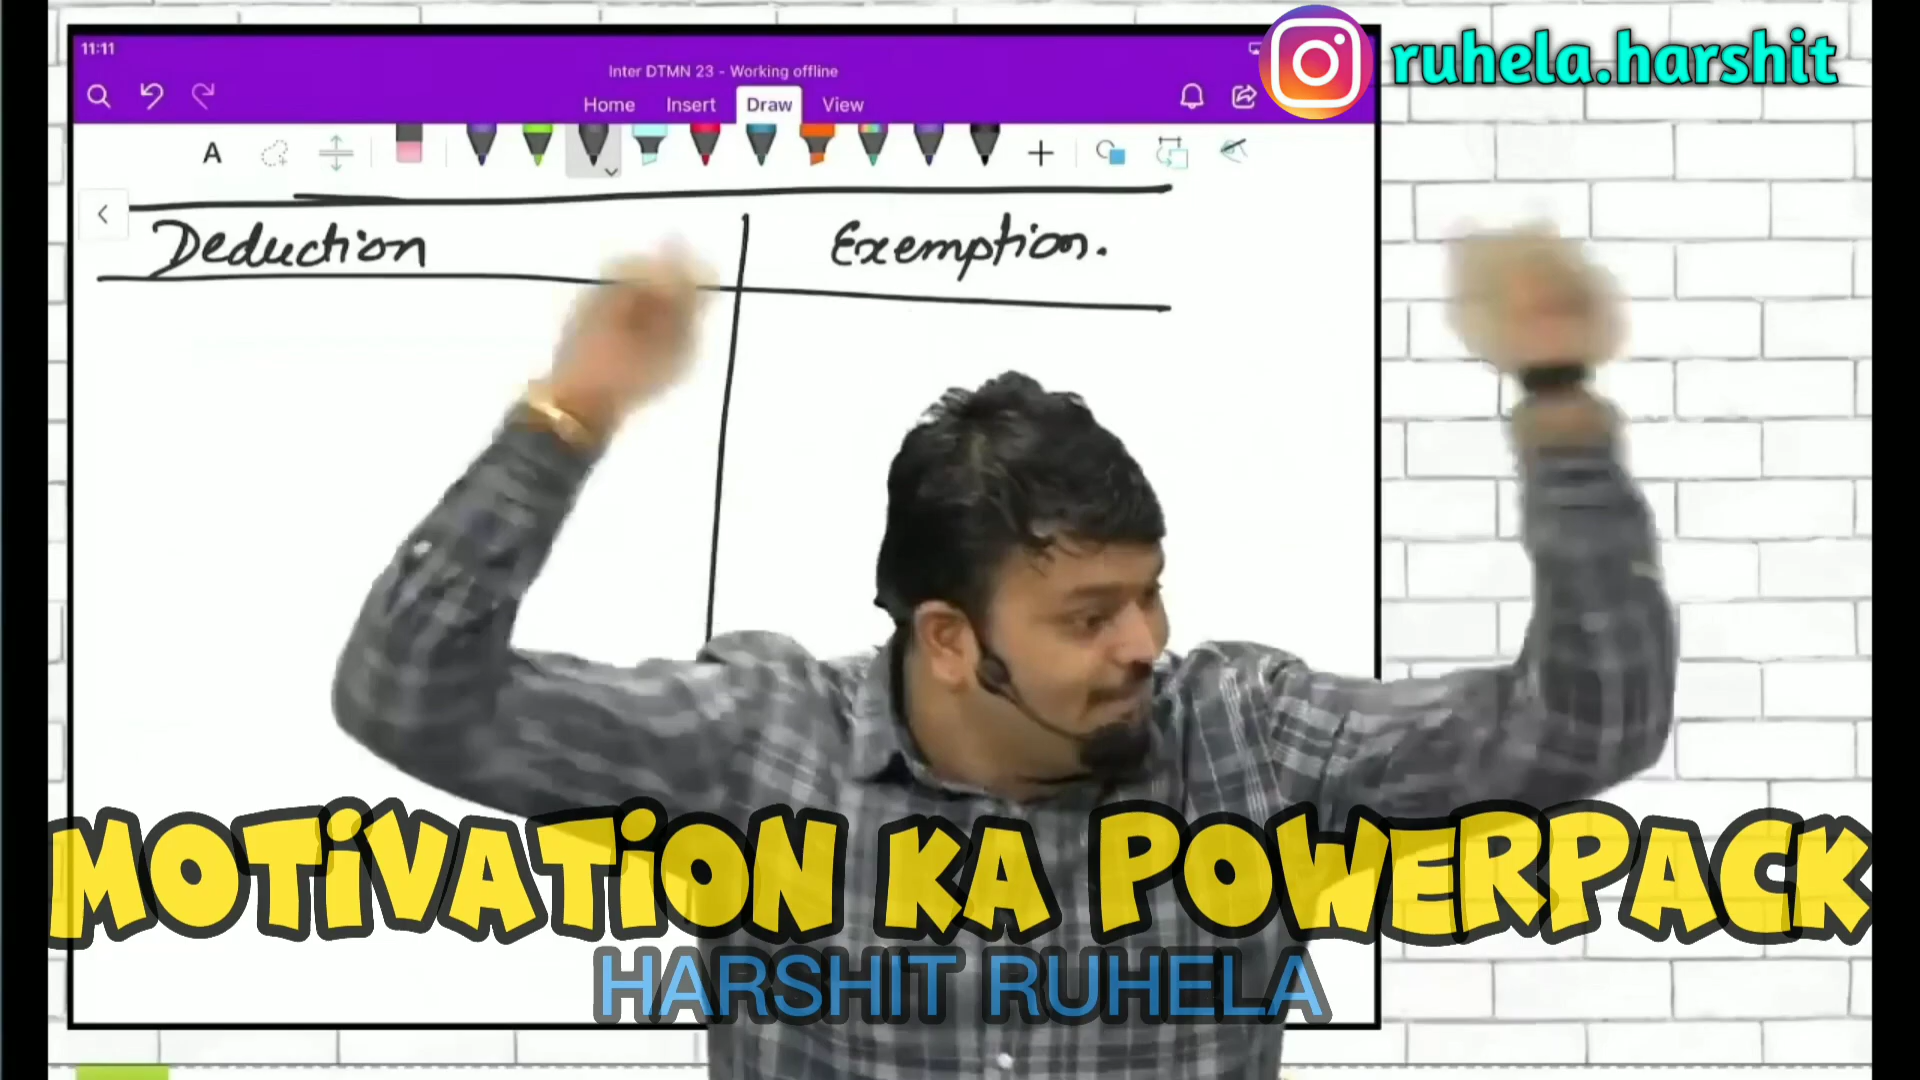 11:11
ruhela.harshit
Inter DTMN 23 - Working offline
Home Insert Draw View
A
Deduction Exemption.
MOTiVATiON KA POWERPACK
HARSHIT RUHELA